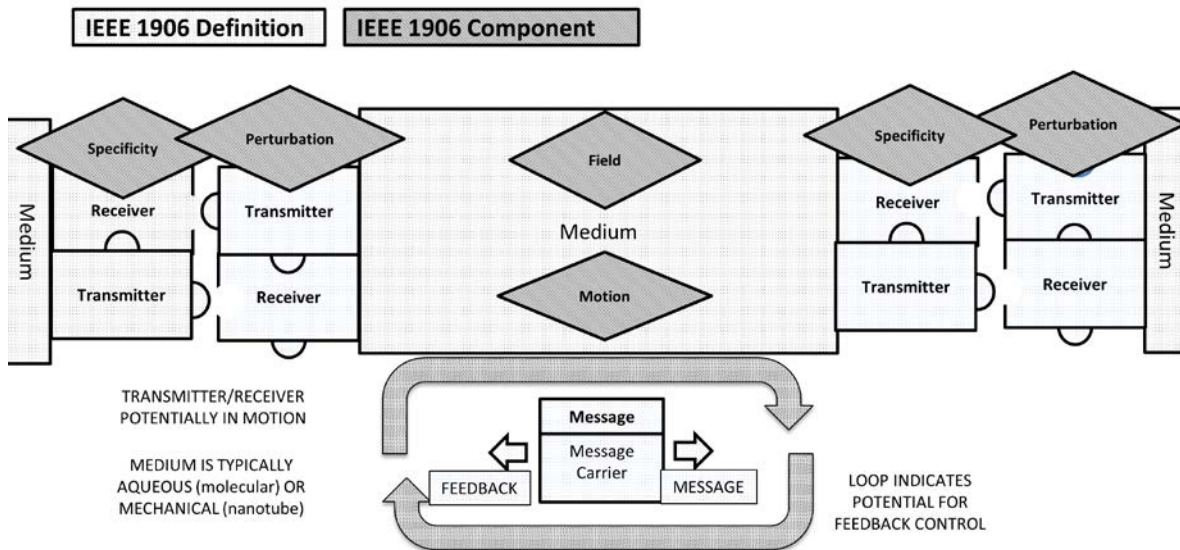 IEEE 1906 Definition
IEEE 1906 Component
Specificity
Perturbation
Field
Specificity
Perturbation
Medium
Receiver
Transmitter
Medium
Receiver
Transmitter
Medium
Transmitter
Receiver
Motion
Transmitter
Receiver
TRANSMITTER/RECEIVER
POTENTIALLY IN MOTION
MEDIUM IS TYPICALLY
AQUEOUS (molecular) OR
MECHANICAL (nanotube)
Message
Message
Carrier
FEEDBACK
MESSAGE
LOOP INDICATES
POTENTIAL FOR
FEEDBACK CONTROL